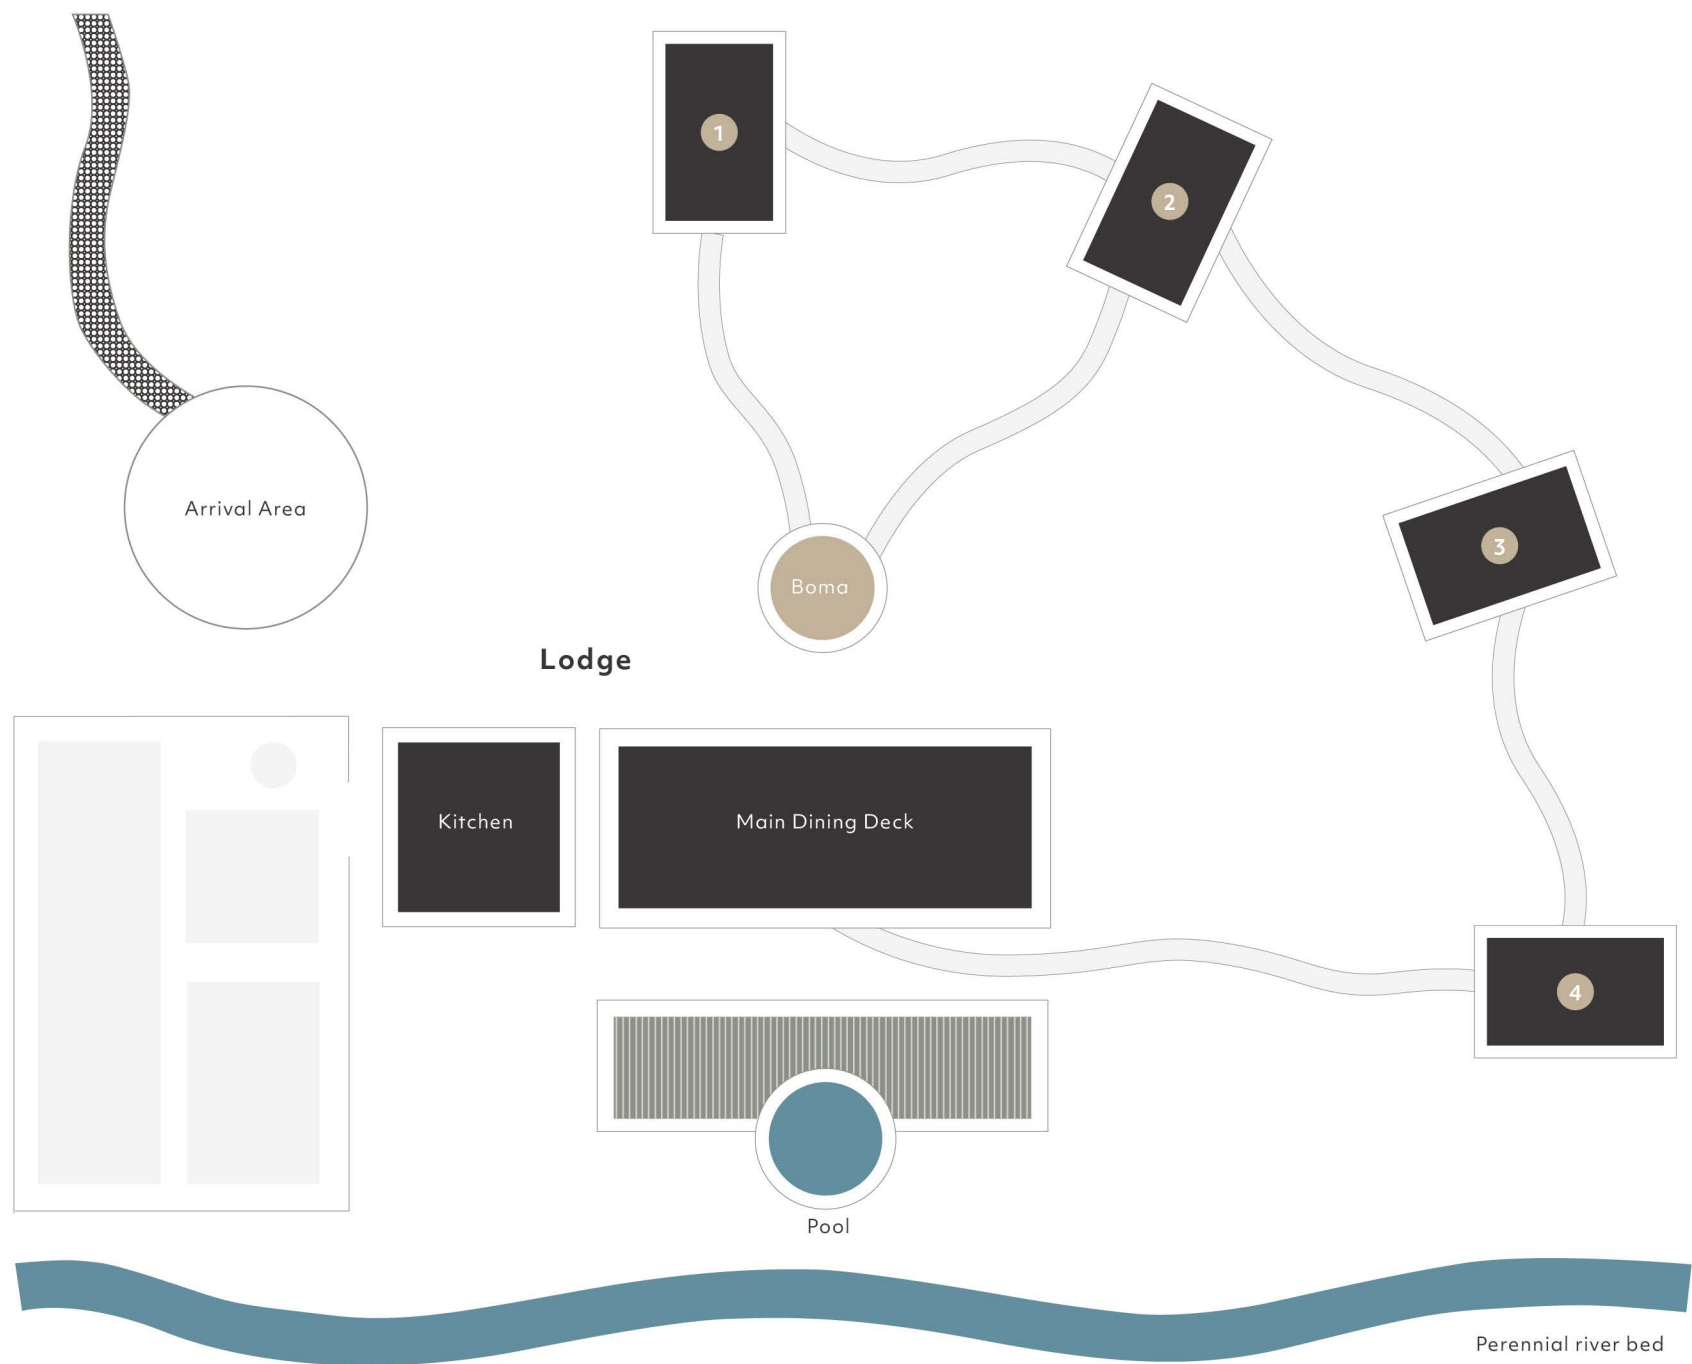 1
2
Arrival Area
3
Boma
Lodge
Kitchen
Main Dining Deck
4
Pool
Perennial river bed